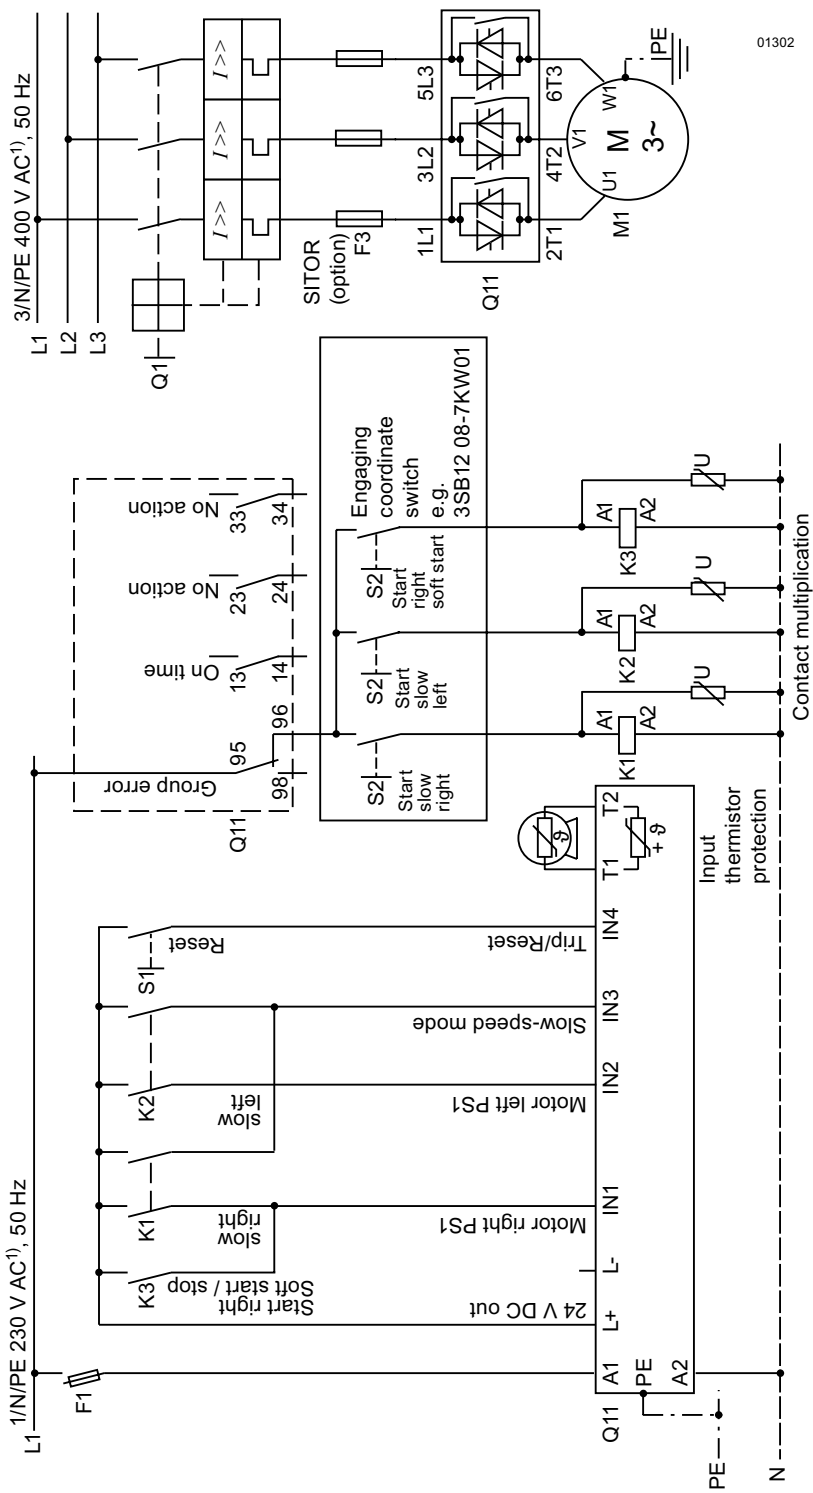 01302
1/N/PE 230 V AC1), 50 Hz
L1
F1
K3
Start right
Soft start / stop
K1
slow
right
K2
slow
left
S1
Reset
24 V DC out
Motor right PS1
Motor left PS1
Slow-speed mode
Trip/Reset
Q11
A1
L+
L-
IN1
IN2
IN3
IN4
T1
T2
PE
A2
ϑ
+ ϑ
Input
thermistor
protection
PE
N
Q11
Group error
95
98
96
On time
13
14
No action
23
24
No action
33
34
S2
Start
slow
right
S2
Start
slow
left
S2
Start
right
soft start
Engaging
coordinate
switch
e.g.
3SB12 08-7KW01
K1
A1
A2
U
K2
A1
A2
U
K3
A1
A2
U
Contact multiplication
3/N/PE 400 V AC1), 50 Hz
L1
L2
L3
Q1
I >>
I >>
I >>
SITOR
(option)
F3
1L1
3L2
5L3
Q11
2T1
4T2
6T3
M1
U1
V1
W1
M
3~
PE